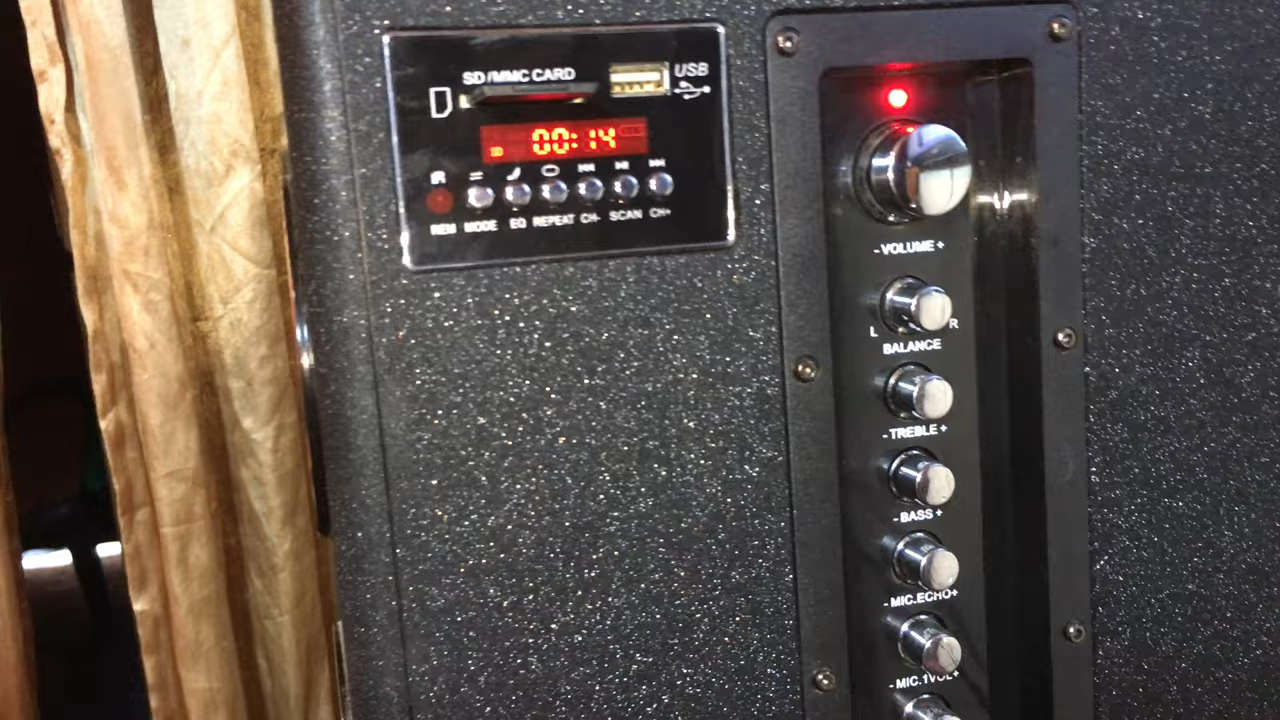 SD/MMC CARD
USB
SD
00:14
IR
REM MODE EQ REPEAT CH- SCAN CH+
- VOLUME +
L R
BALANCE
- TREBLE +
- BASS +
- MIC.ECHO+
- MIC.1VOL+